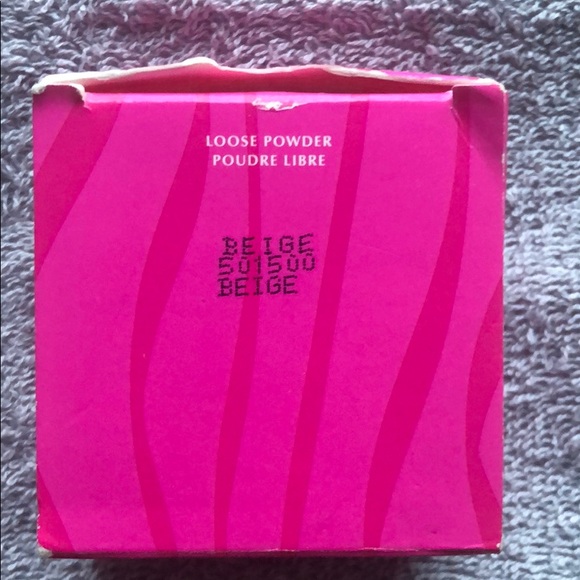 LOOSE POWDER
POUDRE LIBRE
BEIGE
501500
BEIGE